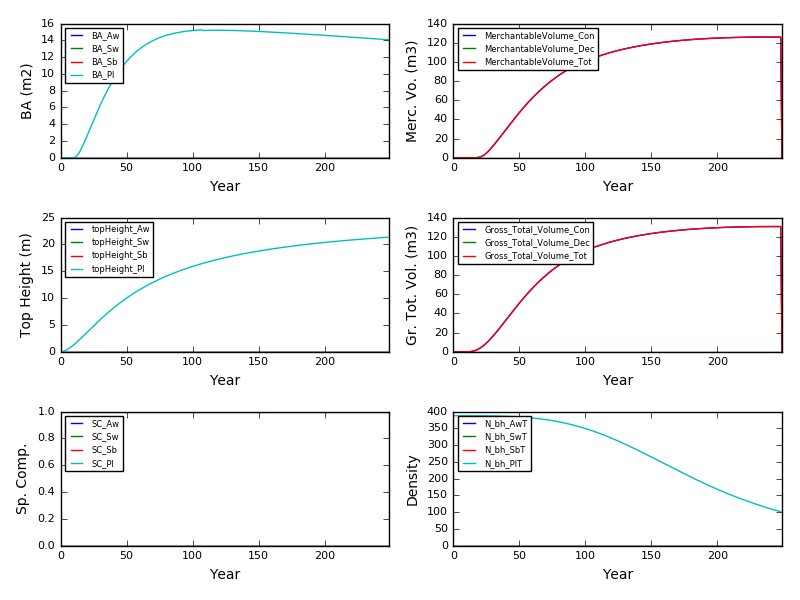 BA (m2)
16
14
12
10
8
6
4
2
0
BA_Aw
BA_Sw
BA_Sb
BA_Pl
0 50 100 150 200
Year
Merc. Vo. (m3)
140
120
100
80
60
40
20
0
MerchantableVolume_Con
MerchantableVolume_Dec
MerchantableVolume_Tot
0 50 100 150 200
Year
Top Height (m)
25
20
15
10
5
0
topHeight_Aw
topHeight_Sw
topHeight_Sb
topHeight_Pl
0 50 100 150 200
Year
Gr. Tot. Vol. (m3)
140
120
100
80
60
40
20
0
Gross_Total_Volume_Con
Gross_Total_Volume_Dec
Gross_Total_Volume_Tot
0 50 100 150 200
Year
Sp. Comp.
1.0
0.8
0.6
0.4
0.2
0.0
SC_Aw
SC_Sw
SC_Sb
SC_Pl
0 50 100 150 200
Year
Density
400
350
300
250
200
150
100
50
0
N_bh_AwT
N_bh_SwT
N_bh_SbT
N_bh_PlT
0 50 100 150 200
Year